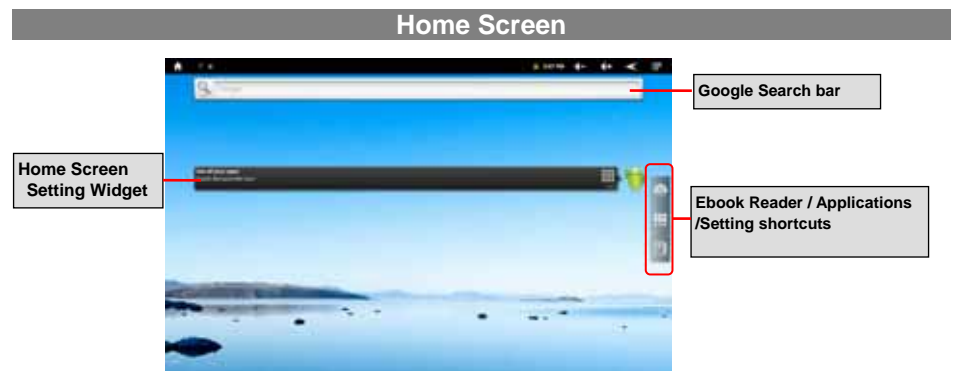 Home Screen
Google Search bar
Home Screen
Setting Widget
Ebook Reader / Applications
/Setting shortcuts